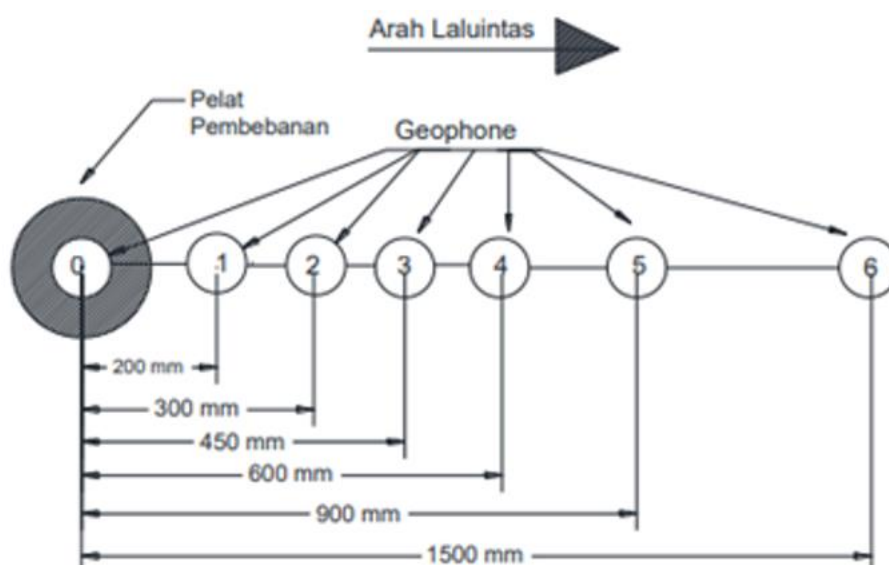 Arah Laluintas
Pelat
Pembebanan
Geophone
0 1 2 3 4 5 6
200 mm
300 mm
450 mm
600 mm
900 mm
1500 mm